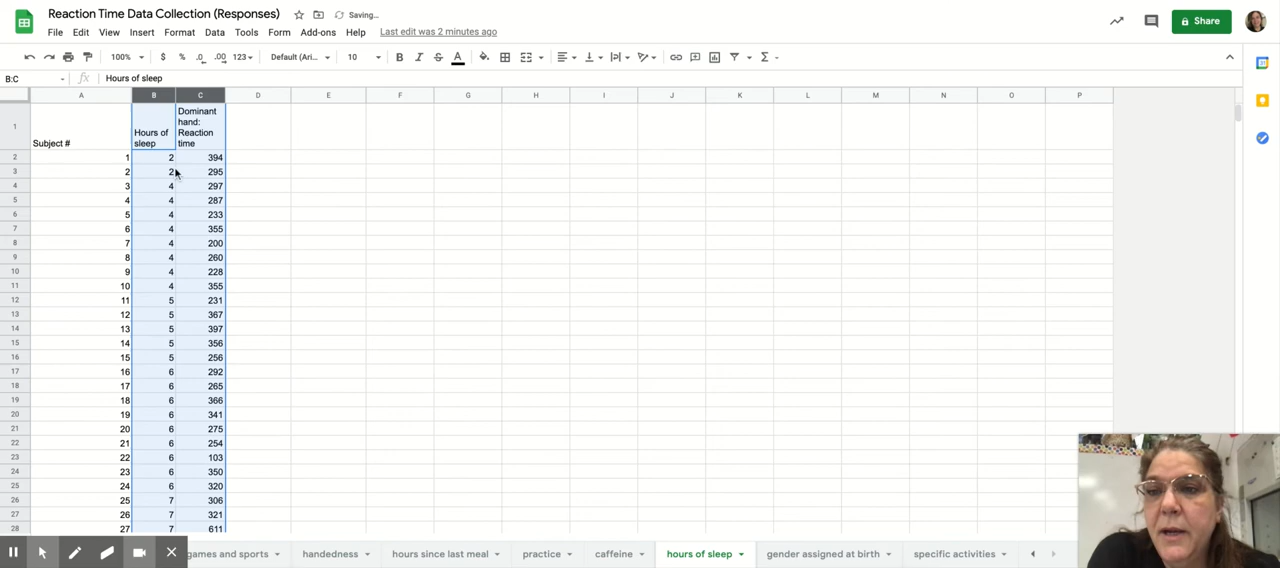 Reaction Time Data Collection (Responses) Saving...
File Edit View Insert Format Data Tools Form Add-ons Help Last edit was 2 minutes ago
Share
100% $ % .0 .00 123 Default (Ari... 10 B I S A
B:C fx Hours of sleep
A B C D E F G H I J K L M N O P
1 Subject # Hours of sleep Dominant hand: Reaction time
2 1 2 394
3 2 2 295
4 3 4 297
5 4 4 287
6 5 4 233
7 6 4 355
8 7 4 200
9 8 4 260
10 9 4 228
11 10 4 355
12 11 5 231
13 12 5 367
14 13 5 397
15 14 5 356
16 15 5 256
17 16 6 292
18 17 6 265
19 18 6 366
20 19 6 341
21 20 6 275
22 21 6 254
23 22 6 103
24 23 6 350
25 24 6 320
26 25 7 306
27 26 7 321
28 27 7 611
games and sports handedness hours since last meal practice caffeine hours of sleep gender assigned at birth specific activities